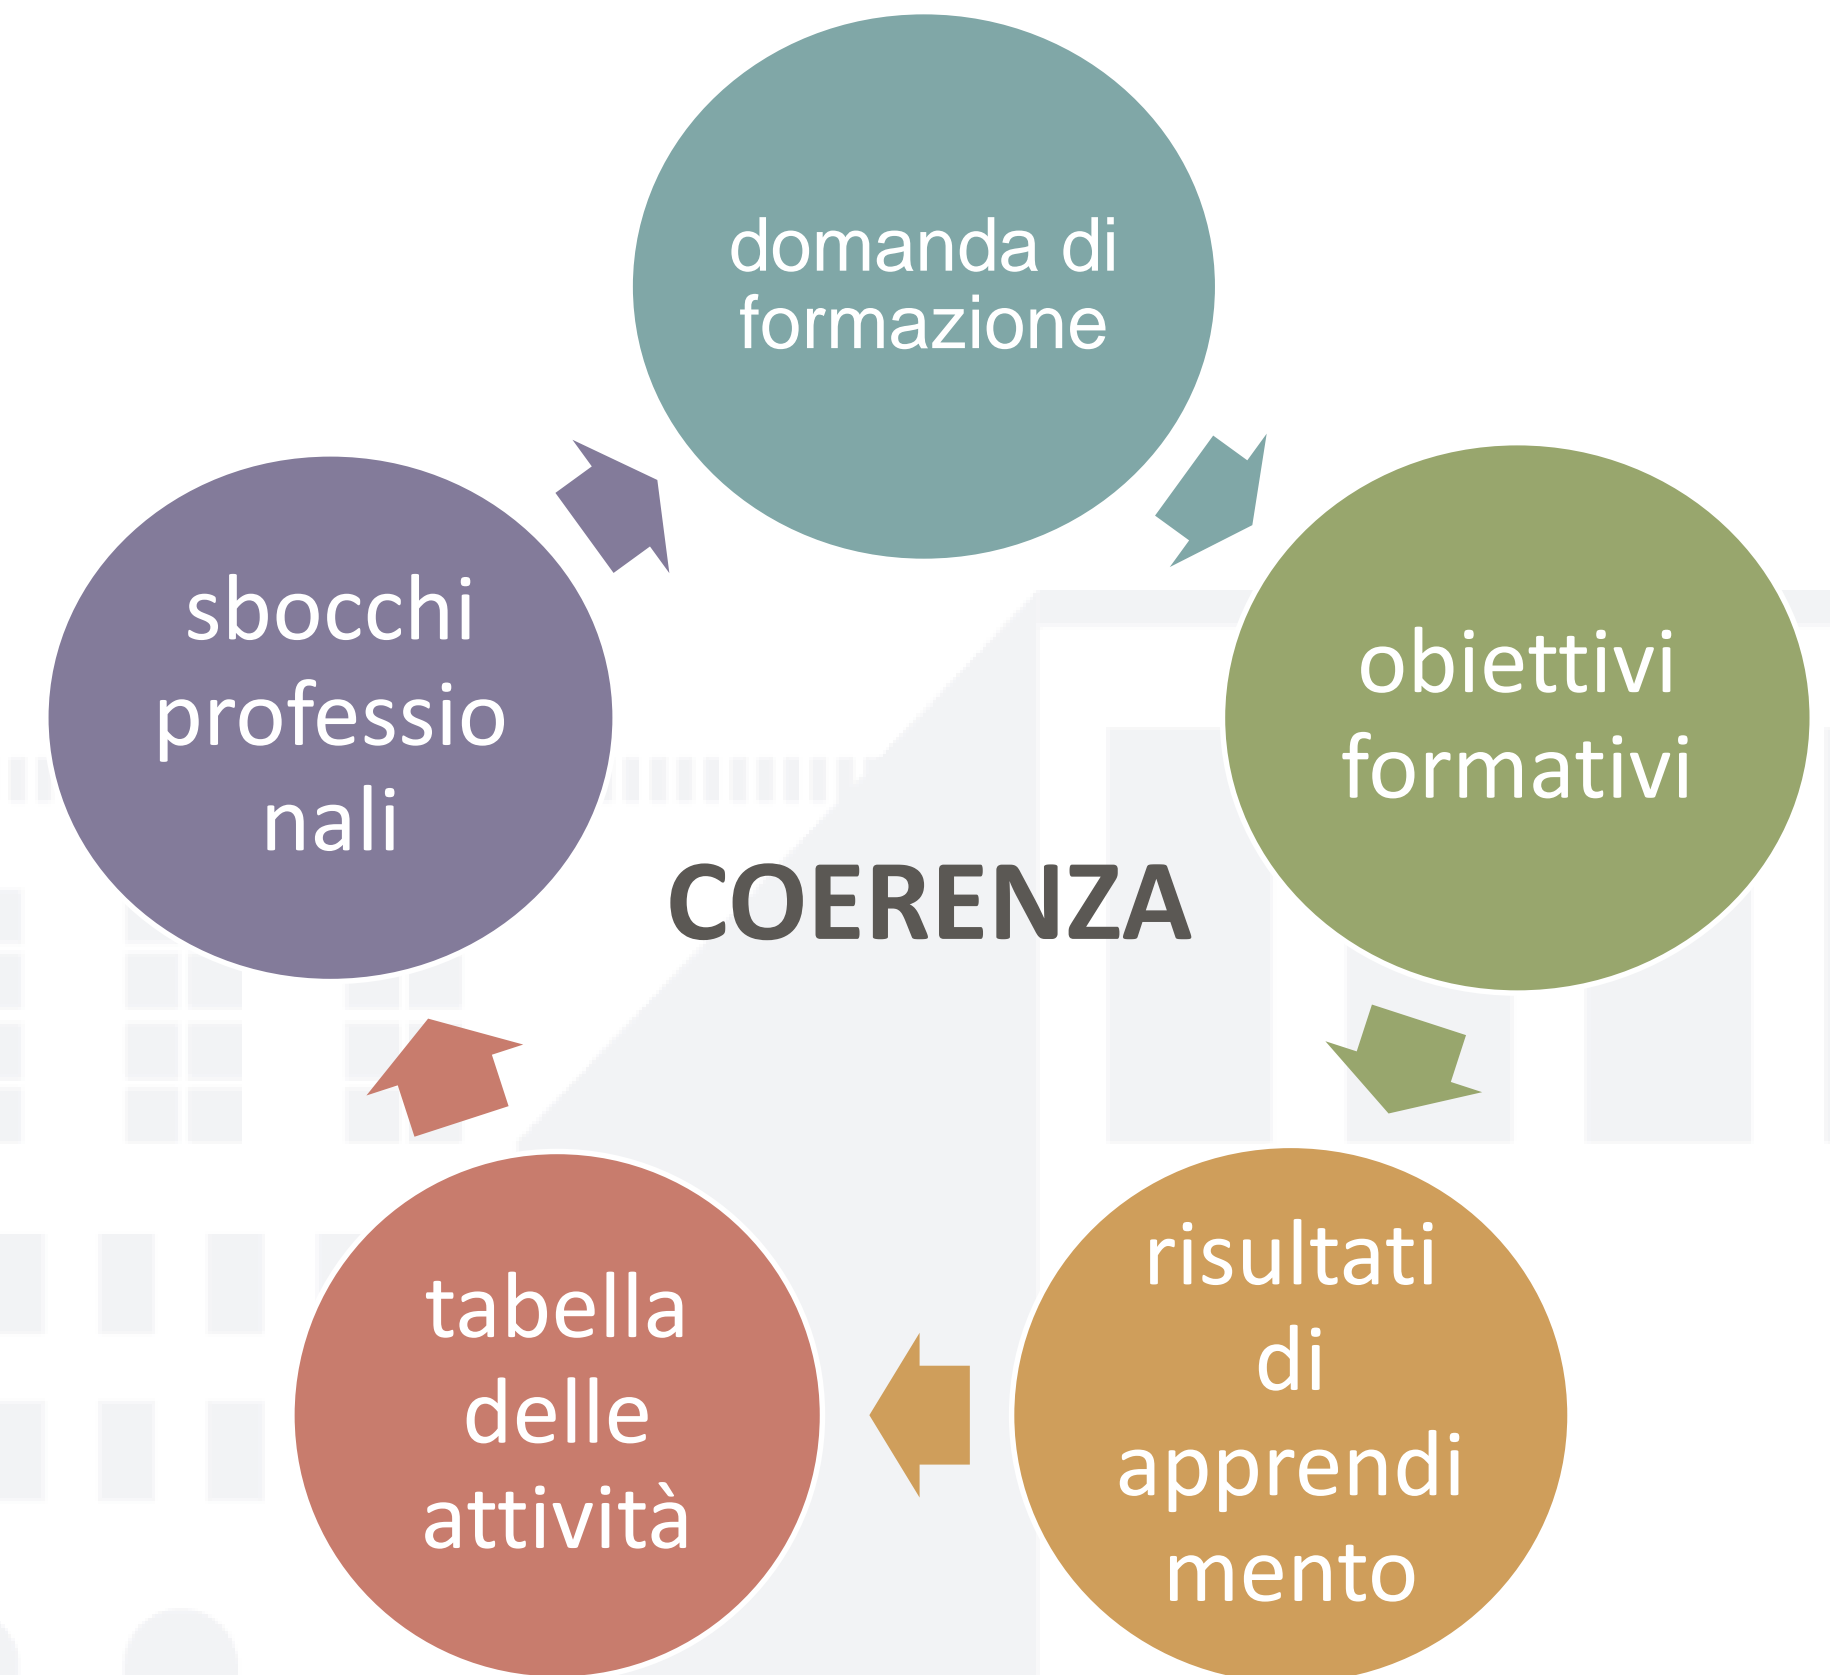 domanda di
formazione
obiettivi
formativi
risultati
di
apprendi
mento
tabella
delle
attività
sbocchi
professio
nali
COERENZA